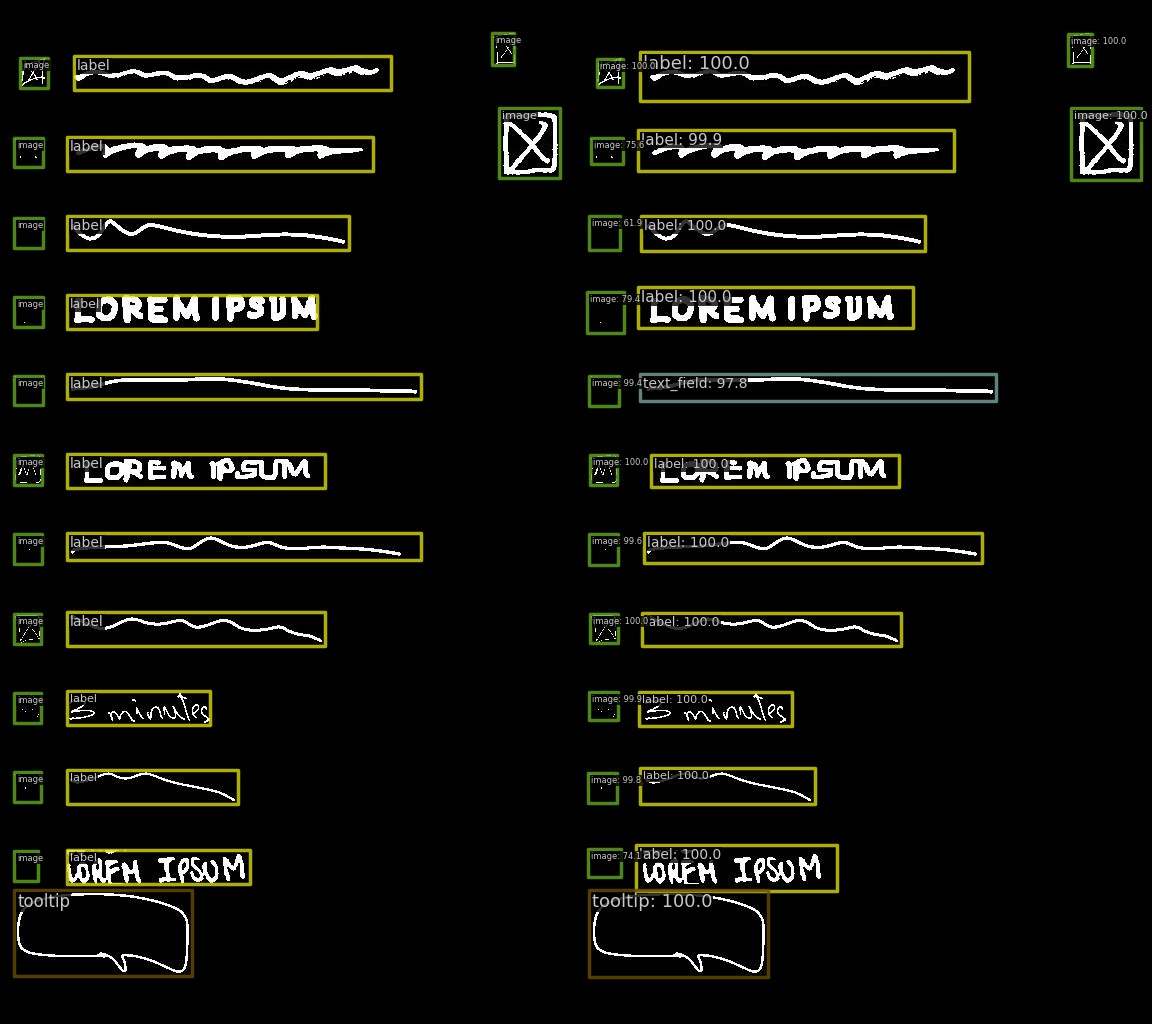 image image image: 100.0
image label image: 100.0 label: 100.0
image image: 100.0
image label image: 75.6 label: 99.9
image label image: 61.9 label: 100.0
image label LOREM IPSUM image: 79.4 label: 100.0 LOREM IPSUM
image label image: 99.4 text_field: 97.8
image label LOREM IPSUM image: 100.0 label: 100.0 LOREM IPSUM
image label image: 99.6 label: 100.0
image label image: 100.0 label: 100.0
image label 5 minutes image: 99.9 label: 100.0 5 minutes
image label image: 99.8 label: 100.0
image label LOREM IPSUM image: 74.1 label: 100.0 LOREM IPSUM
tooltip tooltip: 100.0